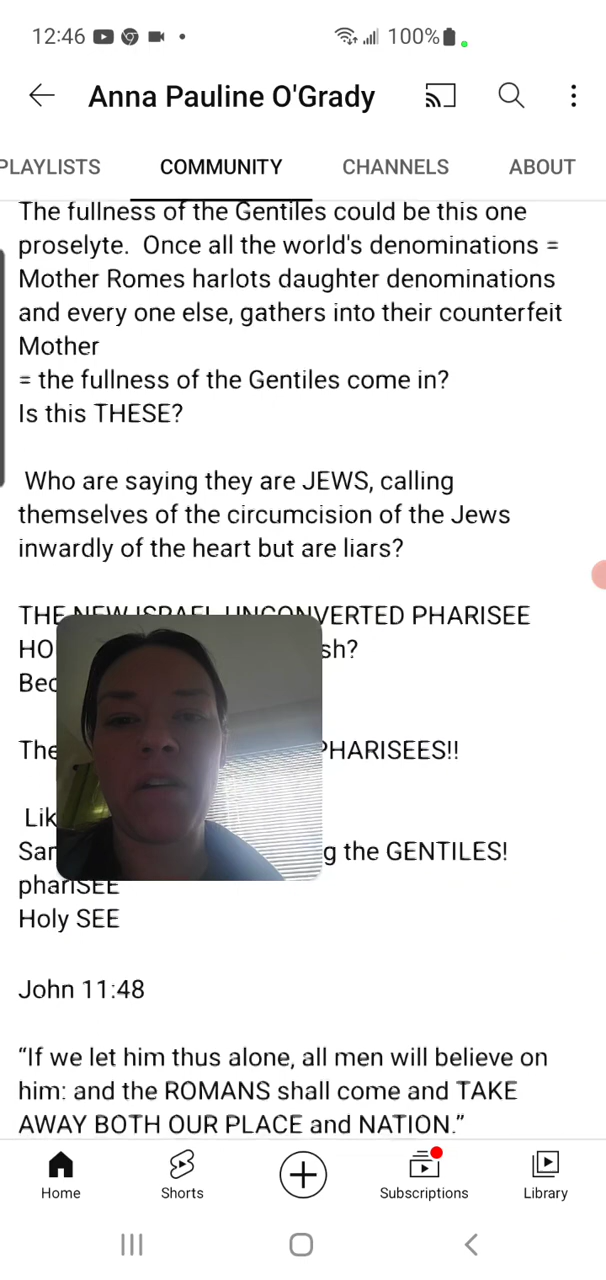 12:46
100%
Anna Pauline O'Grady
PLAYLISTS COMMUNITY CHANNELS ABOUT
The fullness of the Gentiles could be this one
proselyte.  Once all the world's denominations =
Mother Romes harlots daughter denominations
and every one else, gathers into their counterfeit
Mother
= the fullness of the Gentiles come in?
Is this THESE?
Who are saying they are JEWS, calling
themselves of the circumcision of the Jews
inwardly of the heart but are liars?
THE NEW ISRAEL UNCONVERTED PHARISEE
HO sh?
Bec
The PHARISEES!!
Lik
Sam g the GENTILES!
phariSEE
Holy SEE
John 11:48
“If we let him thus alone, all men will believe on
him: and the ROMANS shall come and TAKE
AWAY BOTH OUR PLACE and NATION.”
Home Shorts Subscriptions Library